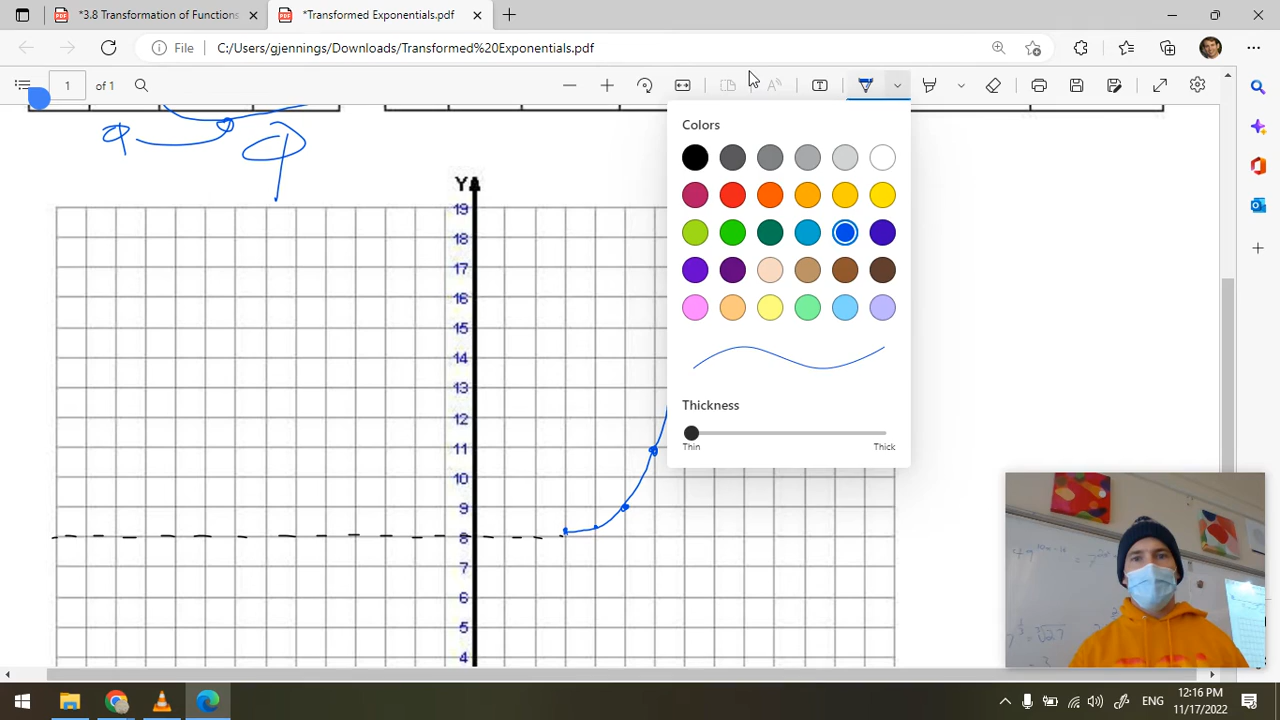 *3.8 Transformation of Functions
*Transformed Exponentials.pdf
File C:/Users/gjennings/Downloads/Transformed%20Exponentials.pdf
1 of 1
Colors
Thickness
Thin Thick
Y
19
18
17
16
15
14
13
12
11
10
9
8
7
6
5
4
ENG
12:16 PM
11/17/2022